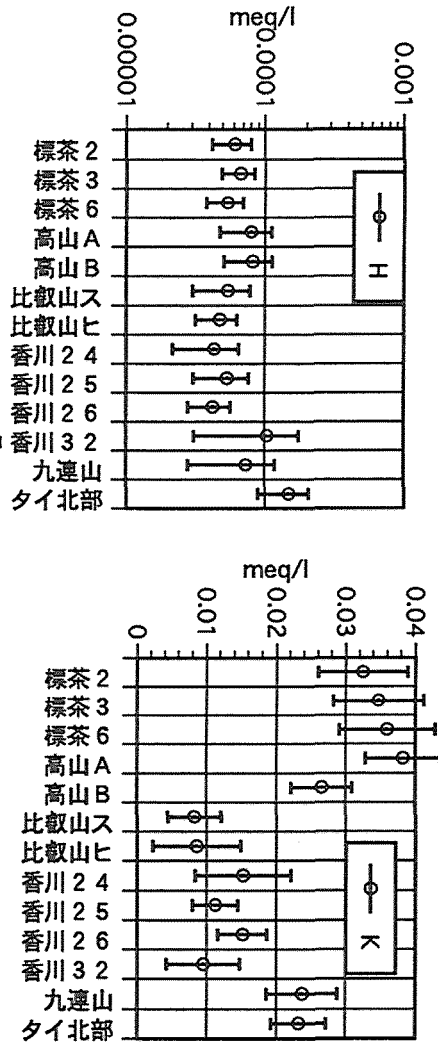 meq/l
0.001
0.0001
0.00001
H
標茶2
標茶3
標茶6
高山A
高山B
比叡山ス
比叡山ヒ
香川24
香川25
香川26
香川32
九連山
タイ北部
meq/l
0.04
0.03
0.02
0.01
0
K
標茶2
標茶3
標茶6
高山A
高山B
比叡山ス
比叡山ヒ
香川24
香川25
香川26
香川32
九連山
タイ北部